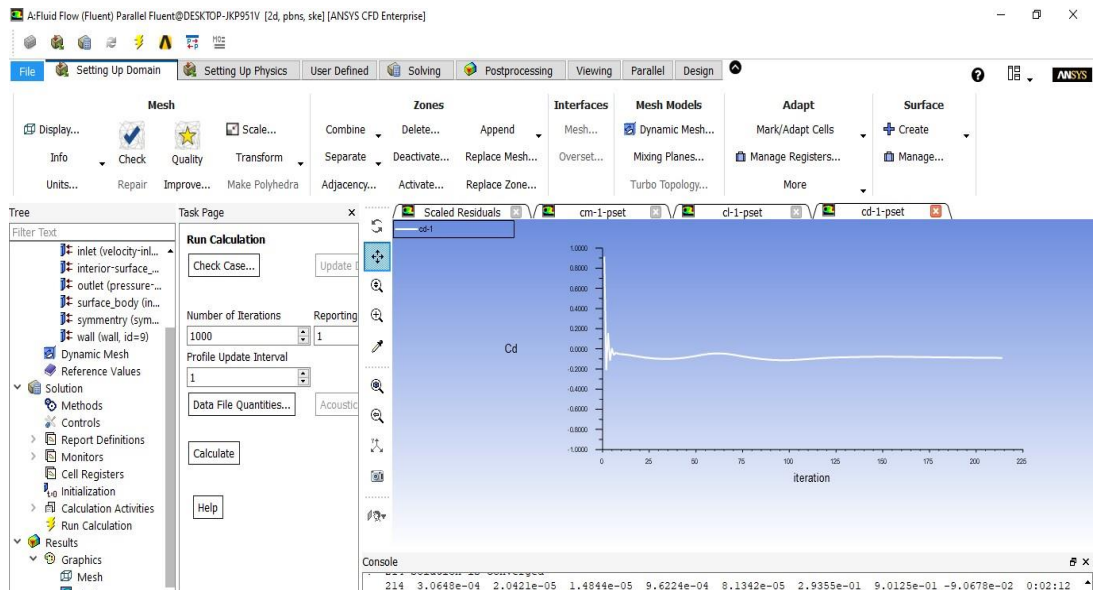 A:Fluid Flow (Fluent) Parallel Fluent@DESKTOP-JKP951V [2d, pbns, ske] [ANSYS CFD Enterprise]
File Setting Up Domain Setting Up Physics User Defined Solving Postprocessing Viewing Parallel Design
ANSYS
Mesh Zones Interfaces Mesh Models Adapt Surface
Display... Scale... Combine Delete... Append Mesh... Dynamic Mesh... Mark/Adapt Cells Create
Info Check Quality Transform Separate Deactivate... Replace Mesh... Overset... Mixing Planes... Manage Registers... Manage...
Units... Repair Improve... Make Polyhedra Adjacency... Activate... Replace Zone... Turbo Topology... More
Tree
Filter Text
inlet (velocity-inl...
interior-surface_...
outlet (pressure-...
surface_body (in...
symmentry (sym...
wall (wall, id=9)
Dynamic Mesh
Reference Values
Solution
Methods
Controls
Report Definitions
Monitors
Cell Registers
Initialization
Calculation Activities
Run Calculation
Results
Graphics
Mesh
Task Page
Run Calculation
Check Case...
Number of Iterations Reporting
1000 1
Profile Update Interval
1
Data File Quantities... Acoustic
Calculate
Help
Scaled Residuals cm-1-pset cl-1-pset cd-1-pset
cd-1
Cd
1.0000
0.8000
0.6000
0.4000
0.2000
0.0000
-0.2000
-0.4000
-0.6000
-0.8000
-1.0000
0 25 50 75 100 125 150 175 200 225
iteration
Console
214 solution is converged
214 3.0648e-04 2.0421e-05 1.4844e-05 9.6224e-04 8.1342e-05 2.9355e-01 9.0125e-01 -9.0678e-02 0:02:12